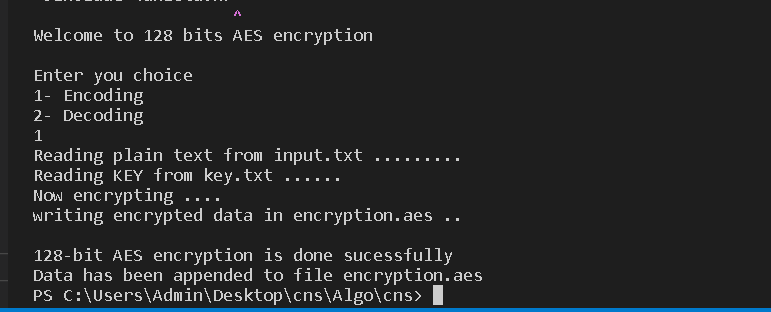 ^
Welcome to 128 bits AES encryption
Enter you choice
1- Encoding
2- Decoding
1
Reading plain text from input.txt .........
Reading KEY from key.txt ......
Now encrypting ....
writing encrypted data in encryption.aes ..
128-bit AES encryption is done sucessfully
Data has been appended to file encryption.aes
PS C:\Users\Admin\Desktop\cns\Algo\cns>